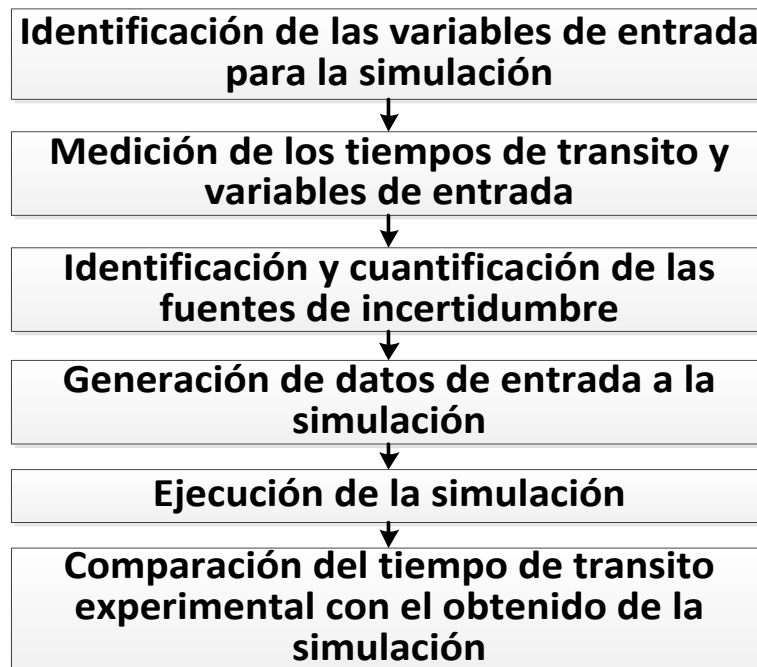 Identificación de las variables de entrada
para la simulación
Medición de los tiempos de transito y
variables de entrada
Identificación y cuantificación de las
fuentes de incertidumbre
Generación de datos de entrada a la
simulación
Ejecución de la simulación
Comparación del tiempo de transito
experimental con el obtenido de la
simulación